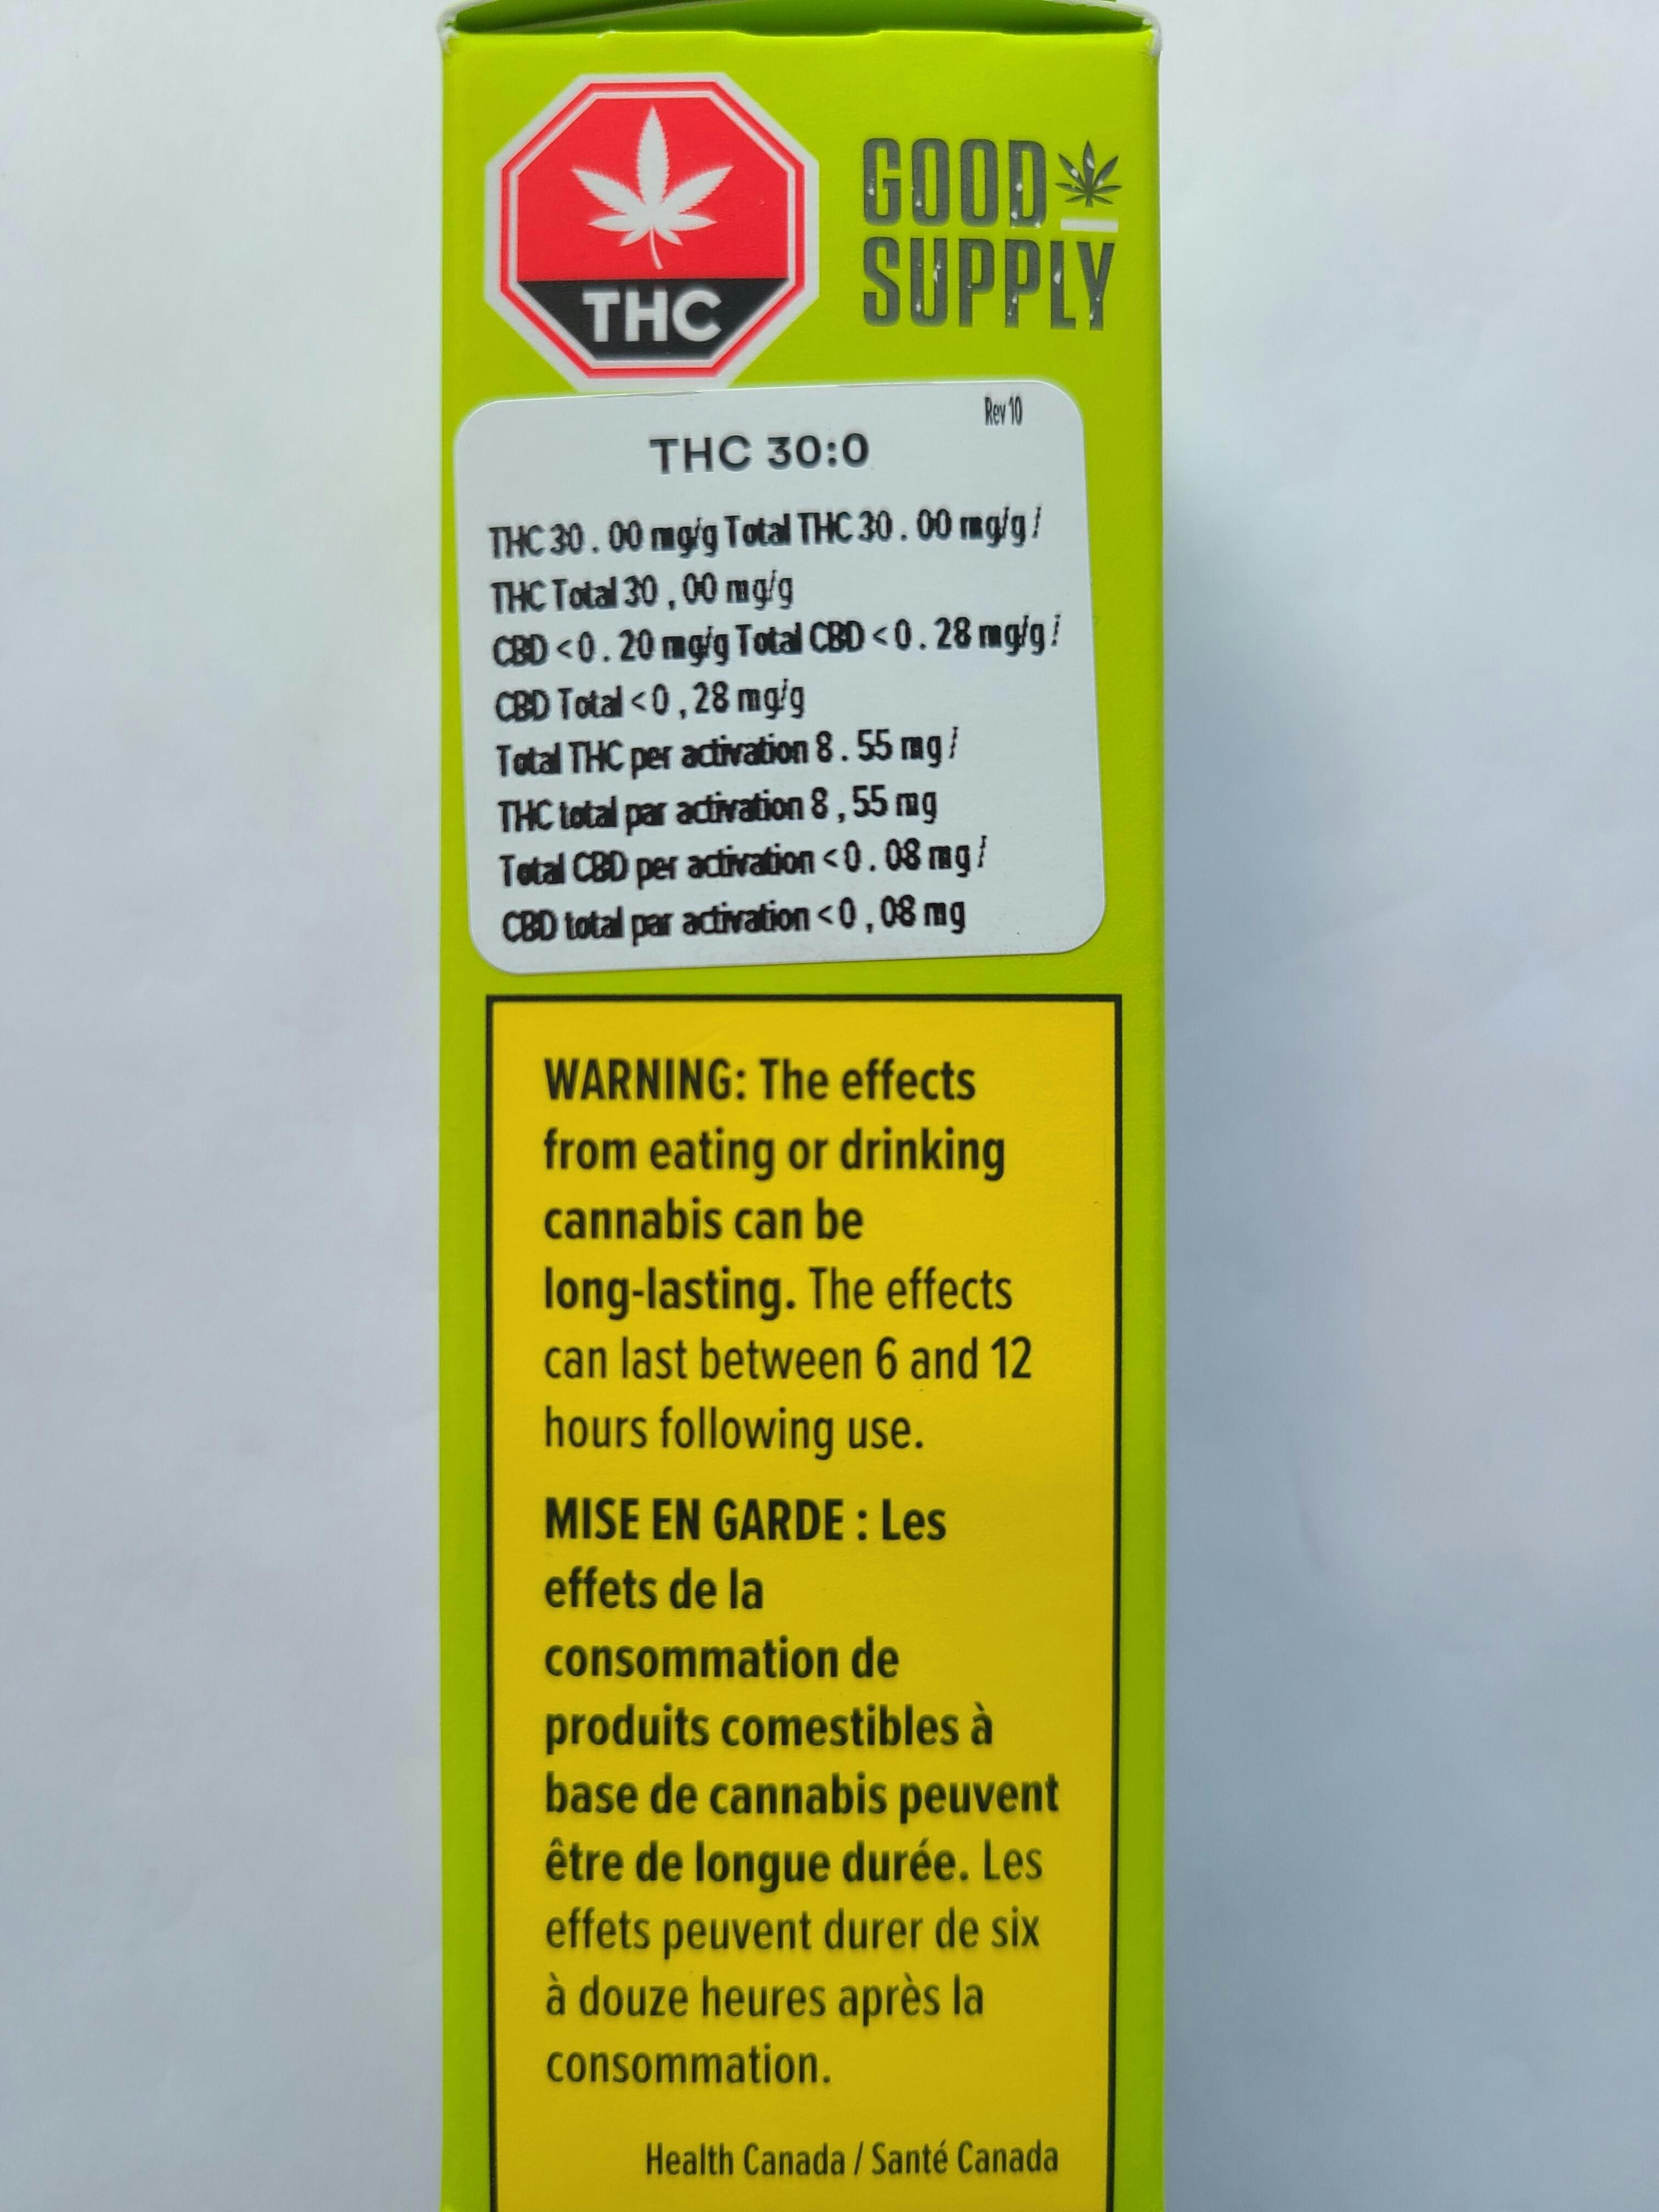 THC
GOOD
SUPPLY
Rev 10
THC 30:0
THC 30 . 00 mg/g Total THC 30 . 00 mg/g /
THC Total 30 , 00 mg/g
CBD <0 . 20 mg/g Total CBD <0 . 28 mg/g /
CBD Total <0 , 28 mg/g
Total THC per activation 8 . 55 mg /
THC total par activation 8 , 55 mg
Total CBD per activation <0 . 08 mg /
CBD total par activation <0 , 08 mg
WARNING: The effects
from eating or drinking
cannabis can be
long-lasting. The effects
can last between 6 and 12
hours following use.
MISE EN GARDE : Les
effets de la
consommation de
produits comestibles à
base de cannabis peuvent
être de longue durée. Les
effets peuvent durer de six
à douze heures après la
consommation.
Health Canada / Santé Canada